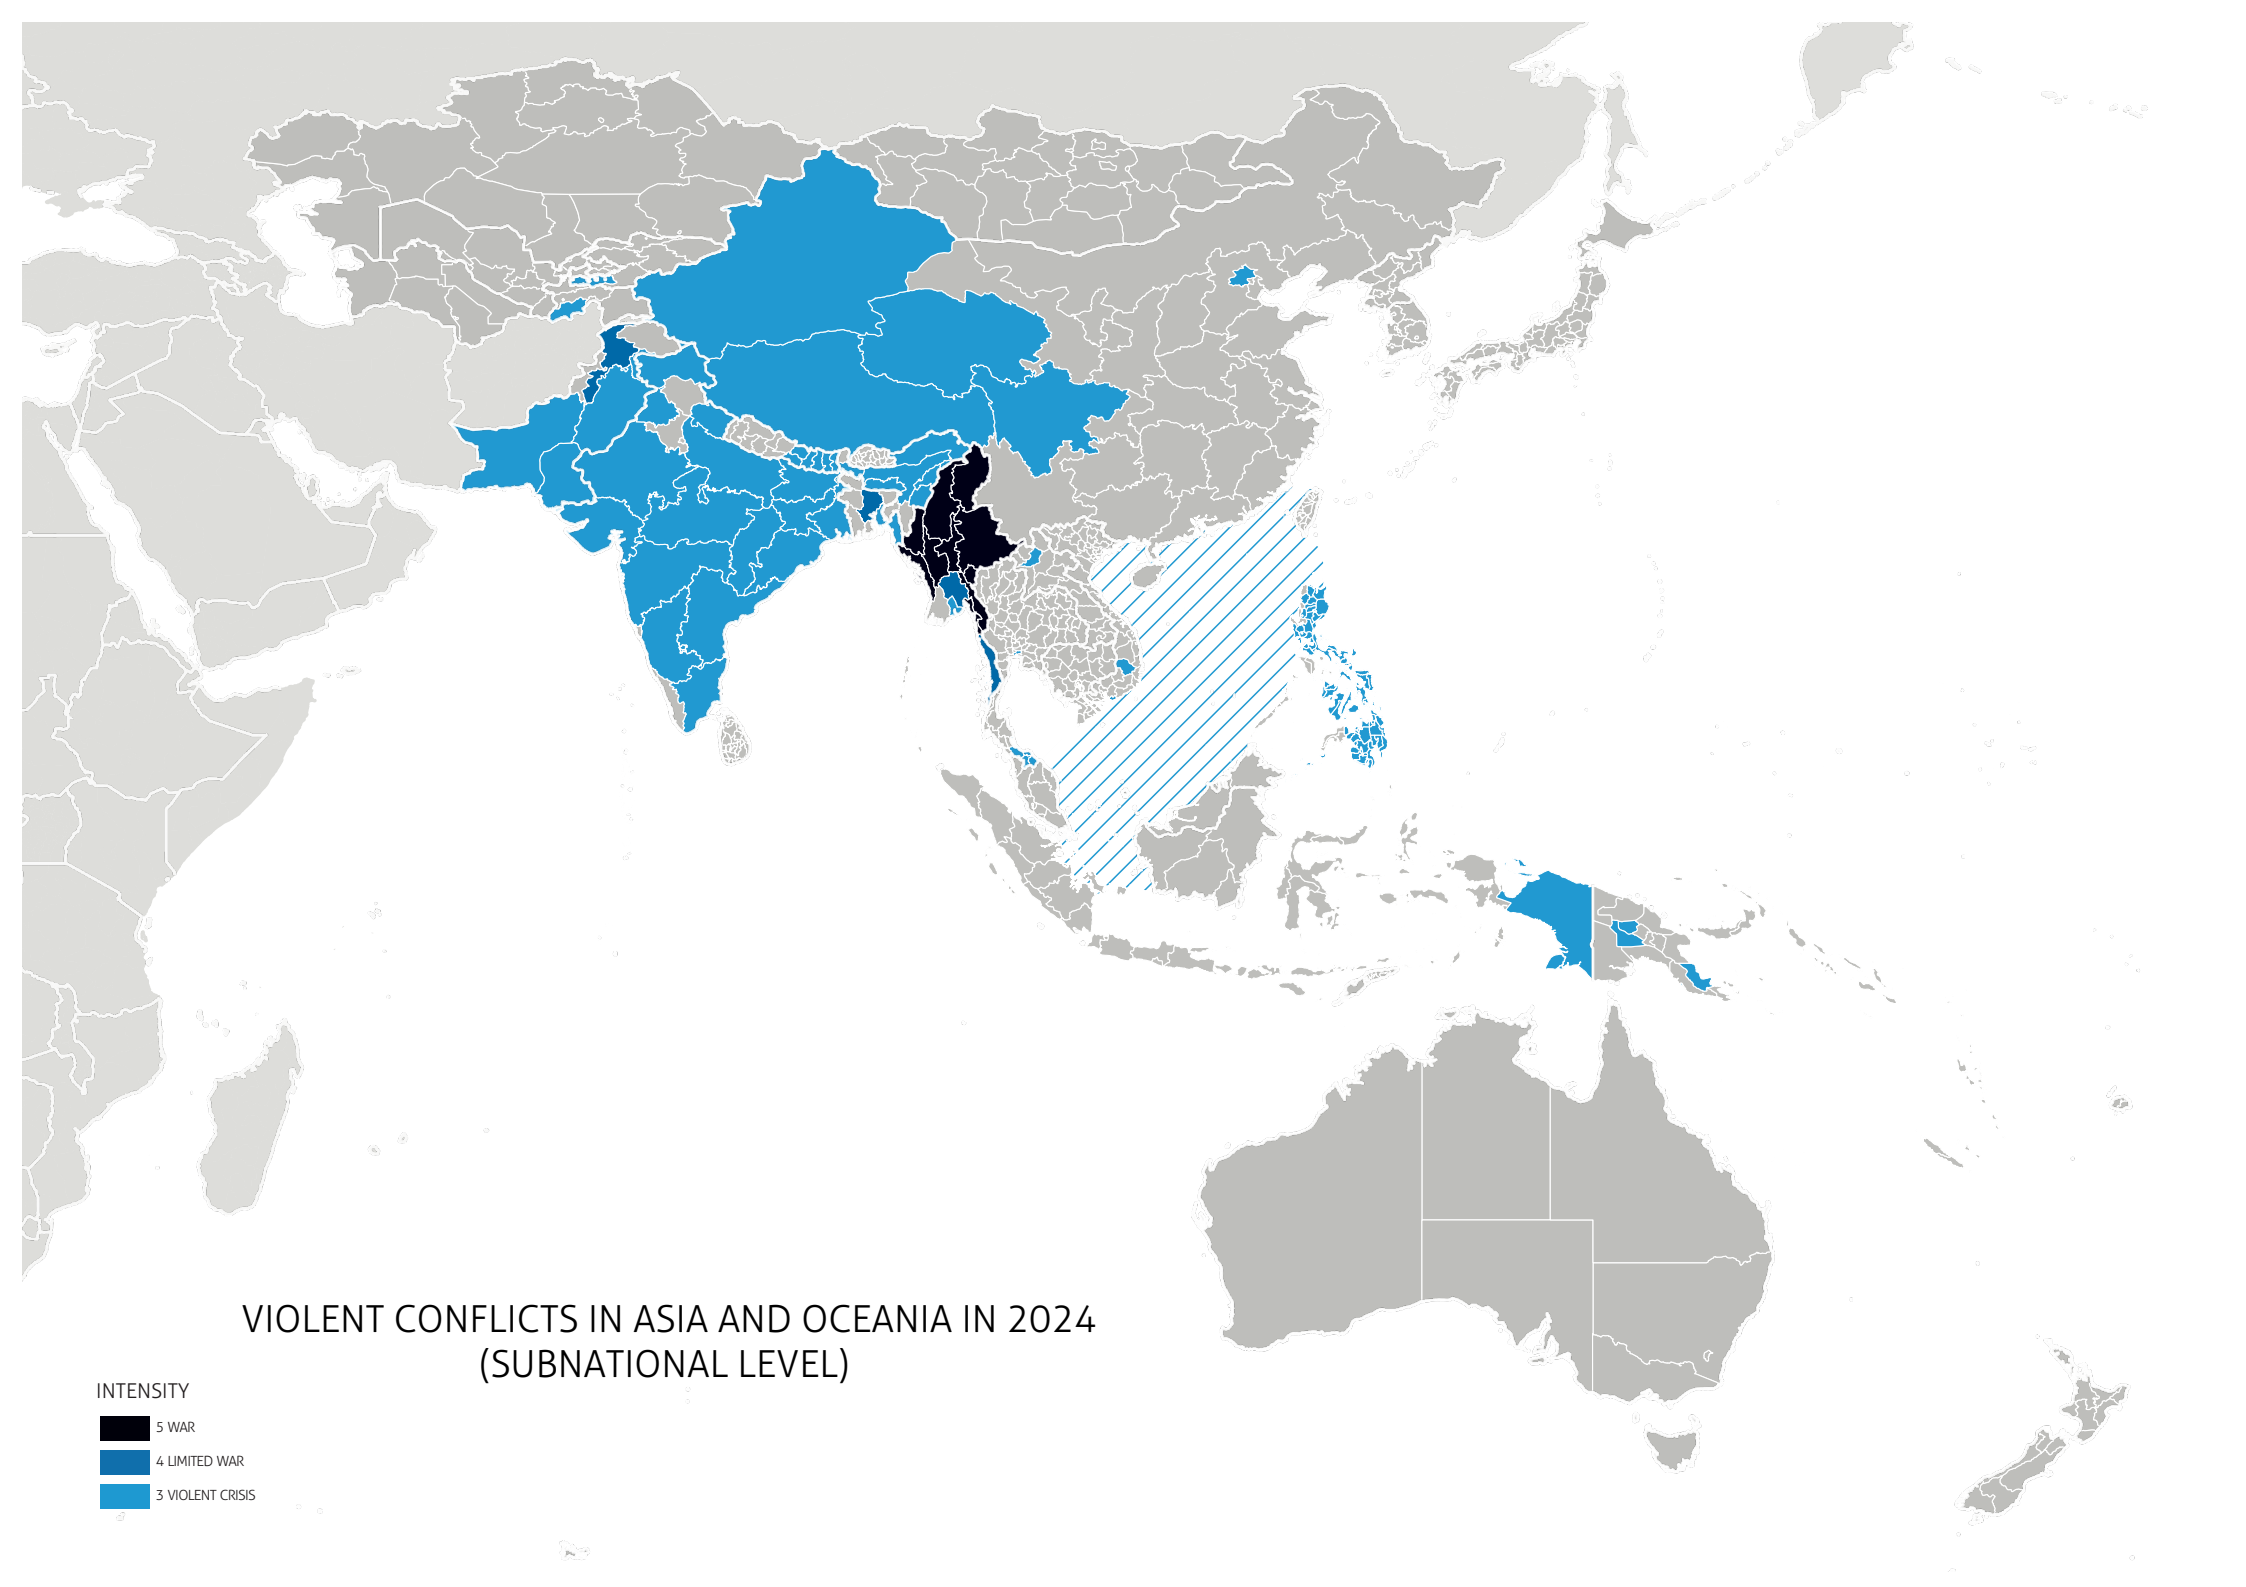 VIOLENT CONFLICTS IN ASIA AND OCEANIA IN 2024
(SUBNATIONAL LEVEL)
INTENSITY
5 WAR
4 LIMITED WAR
3 VIOLENT CRISIS